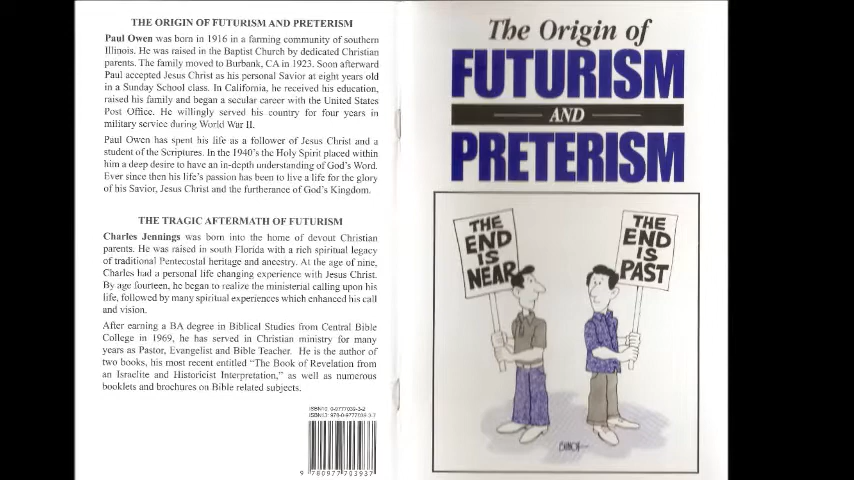 THE ORIGIN OF FUTURISM AND PRETERISM
Paul Owen was born in 1916 in a farming community of southern
Illinois. He was raised in the Baptist Church by dedicated Christian
parents. The family moved to Burbank, CA in 1923. Soon afterward
Paul accepted Jesus Christ as his personal Savior at eight years old
in a Sunday School class. In California, he received his education,
raised his family and began a secular career with the United States
Post Office. He willingly served his country for four years in
military service during World War II.
Paul Owen has spent his life as a follower of Jesus Christ and a
student of the Scriptures. In the 1940's the Holy Spirit placed within
him a deep desire to have an in-depth understanding of God's Word.
Ever since then his life's passion has been to live a life for the glory
of his Savior, Jesus Christ and the furtherance of God's Kingdom.
THE TRAGIC AFTERMATH OF FUTURISM
Charles Jennings was born into the home of devout Christian
parents. He was raised in south Florida with a rich spiritual legacy
of traditional Pentecostal heritage and ancestry. At the age of nine,
Charles had a personal life changing experience with Jesus Christ.
By age fourteen, he began to realize the ministerial calling upon his
life, followed by many spiritual experiences which enhanced his call
and vision.
After earning a BA degree in Biblical Studies from Central Bible
College in 1969, he has served in Christian ministry for many
years as Pastor, Evangelist and Bible Teacher. He is the author of
two books, his most recent entitled "The Book of Revelation from
an Israelite and Historicist Interpretation," as well as numerous
booklets and brochures on Bible related subjects.
9 780977 703937
The Origin of
FUTURISM
AND
PRETERISM
THE
END
IS
NEAR
THE
END
IS
PAST